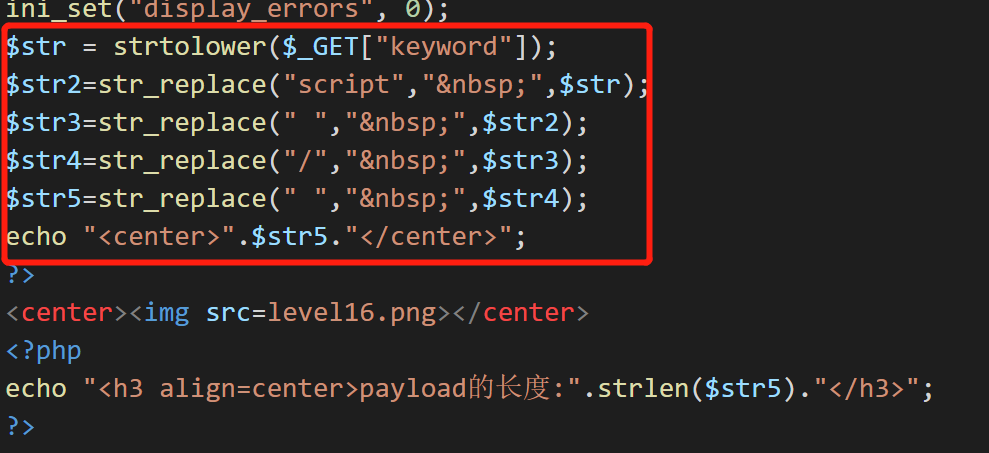 ini_set("display_errors", 0);
$str = strtolower($_GET["keyword"]);
$str2=str_replace("script","&nbsp;",$str);
$str3=str_replace(" ","&nbsp;",$str2);
$str4=str_replace("/","&nbsp;",$str3);
$str5=str_replace(" ","&nbsp;",$str4);
echo "<center>".$str5."</center>";
?>
<center><img src=level16.png></center>
<?php
echo "<h3 align=center>payload的长度:".strlen($str5)."</h3>";
?>